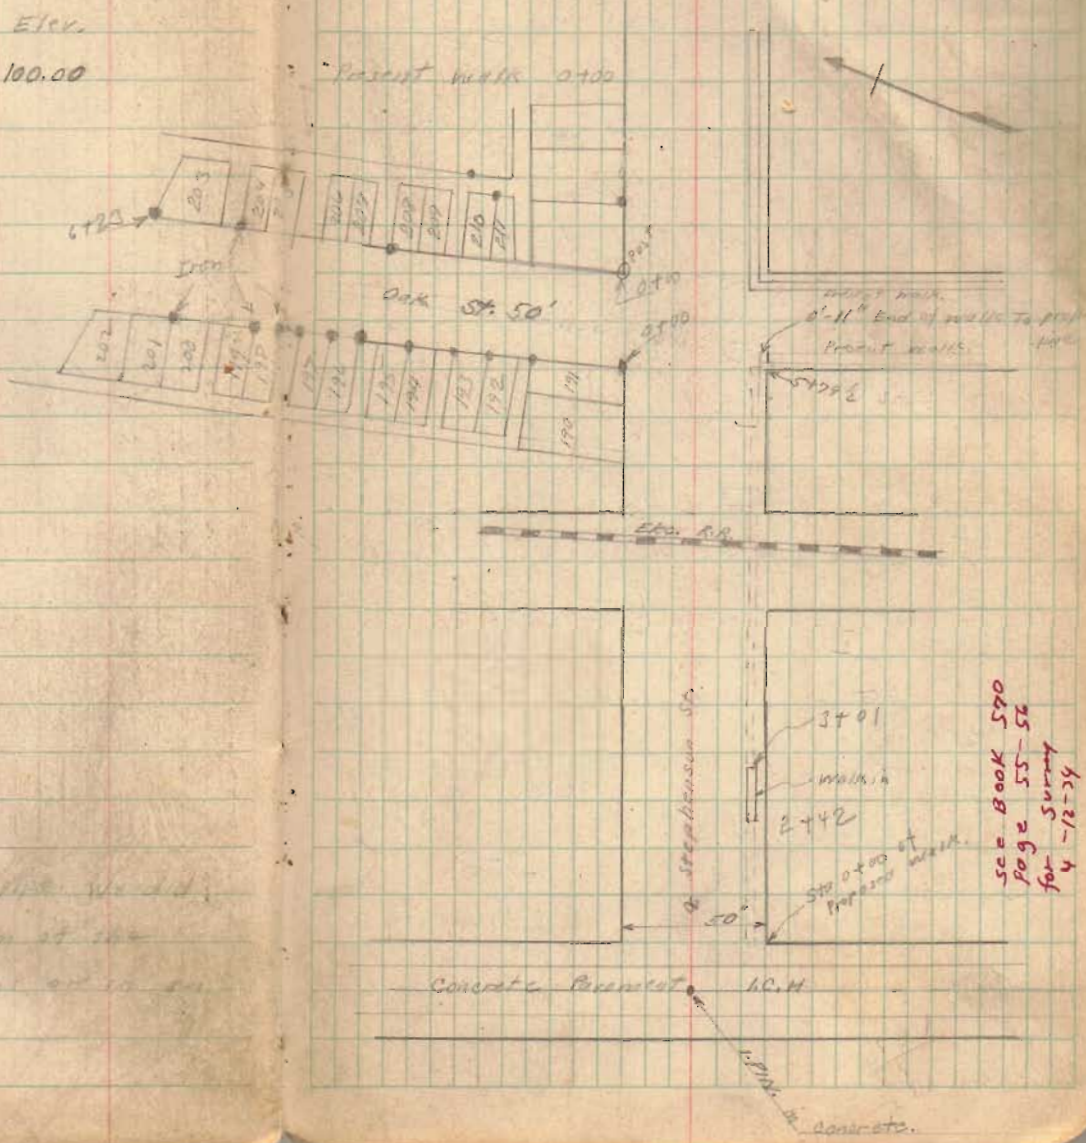 Elev.
100.00
Present walk 0+00
203
204
206
207
208
209
210
211
6+23
Iron
Oak St. 50'
0+00
0+00
202
201
200
199
198
197
196
195
194
193
192
191
190
0'-11" End of walk To prop.
Present walk.
R.R.
℄ Stephenson St.
3+01
walk in
2+42
Sta 0+00 of
Proposed walk.
50'
Concrete Pavement I.C.H
I.PIN. in
Concrete.
See BOOK 570
page 55-56
for Survey
4-12-34